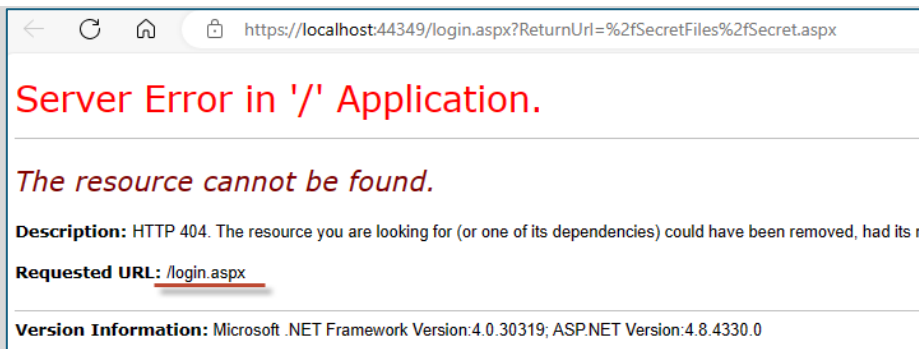 https://localhost:44349/login.aspx?ReturnUrl=%2fSecretFiles%2fSecret.aspx
Server Error in '/' Application.
The resource cannot be found.
Description: HTTP 404. The resource you are looking for (or one of its dependencies) could have been removed, had its
Requested URL: /login.aspx
Version Information: Microsoft .NET Framework Version:4.0.30319; ASP.NET Version:4.8.4330.0